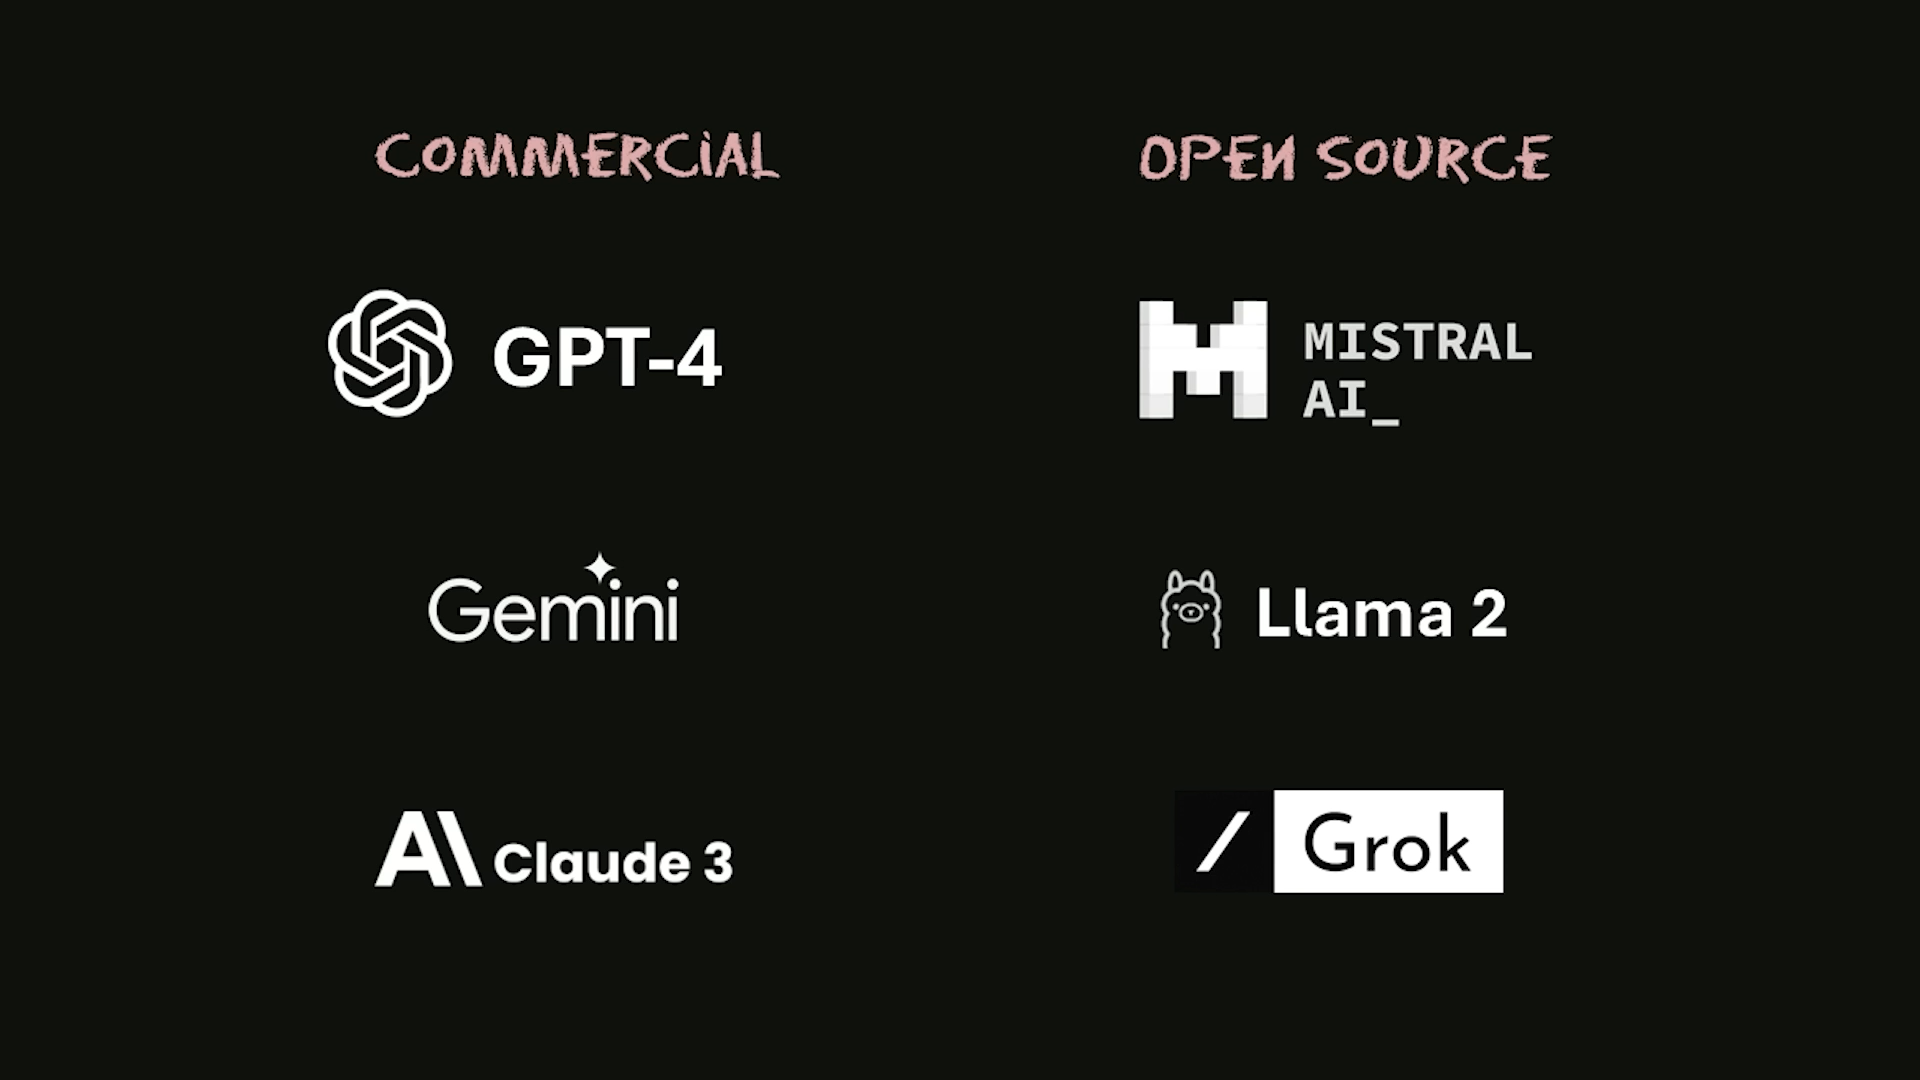 COMMERCIAL
GPT-4
Gemini
Claude 3
OPEN SOURCE
MISTRAL
AI_
Llama 2
Grok